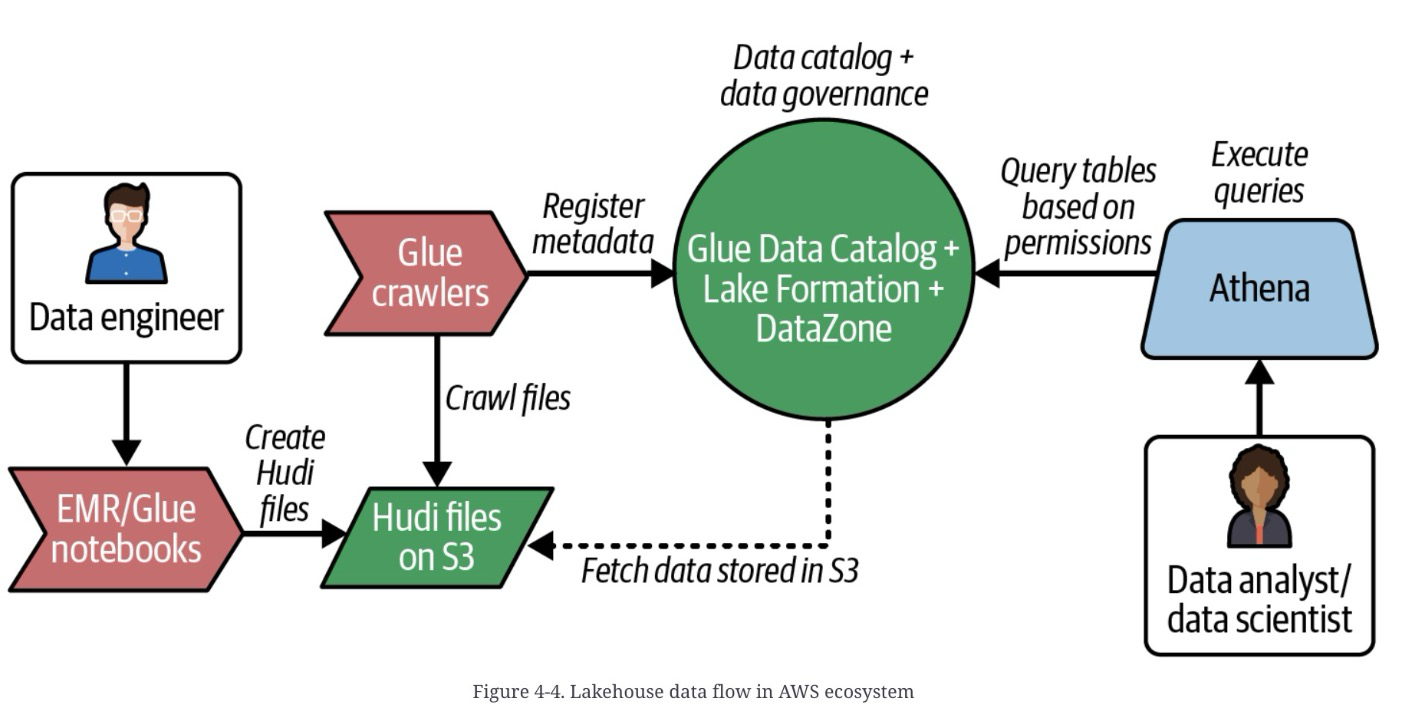 Data catalog +
data governance
Data engineer
Glue
crawlers
Register
metadata
Glue Data Catalog +
Lake Formation +
DataZone
Query tables
based on
permissions
Execute
queries
Athena
Crawl files
EMR/Glue
notebooks
Create
Hudi
files
Hudi files
on S3
Fetch data stored in S3
Data analyst/
data scientist
Figure 4-4. Lakehouse data flow in AWS ecosystem